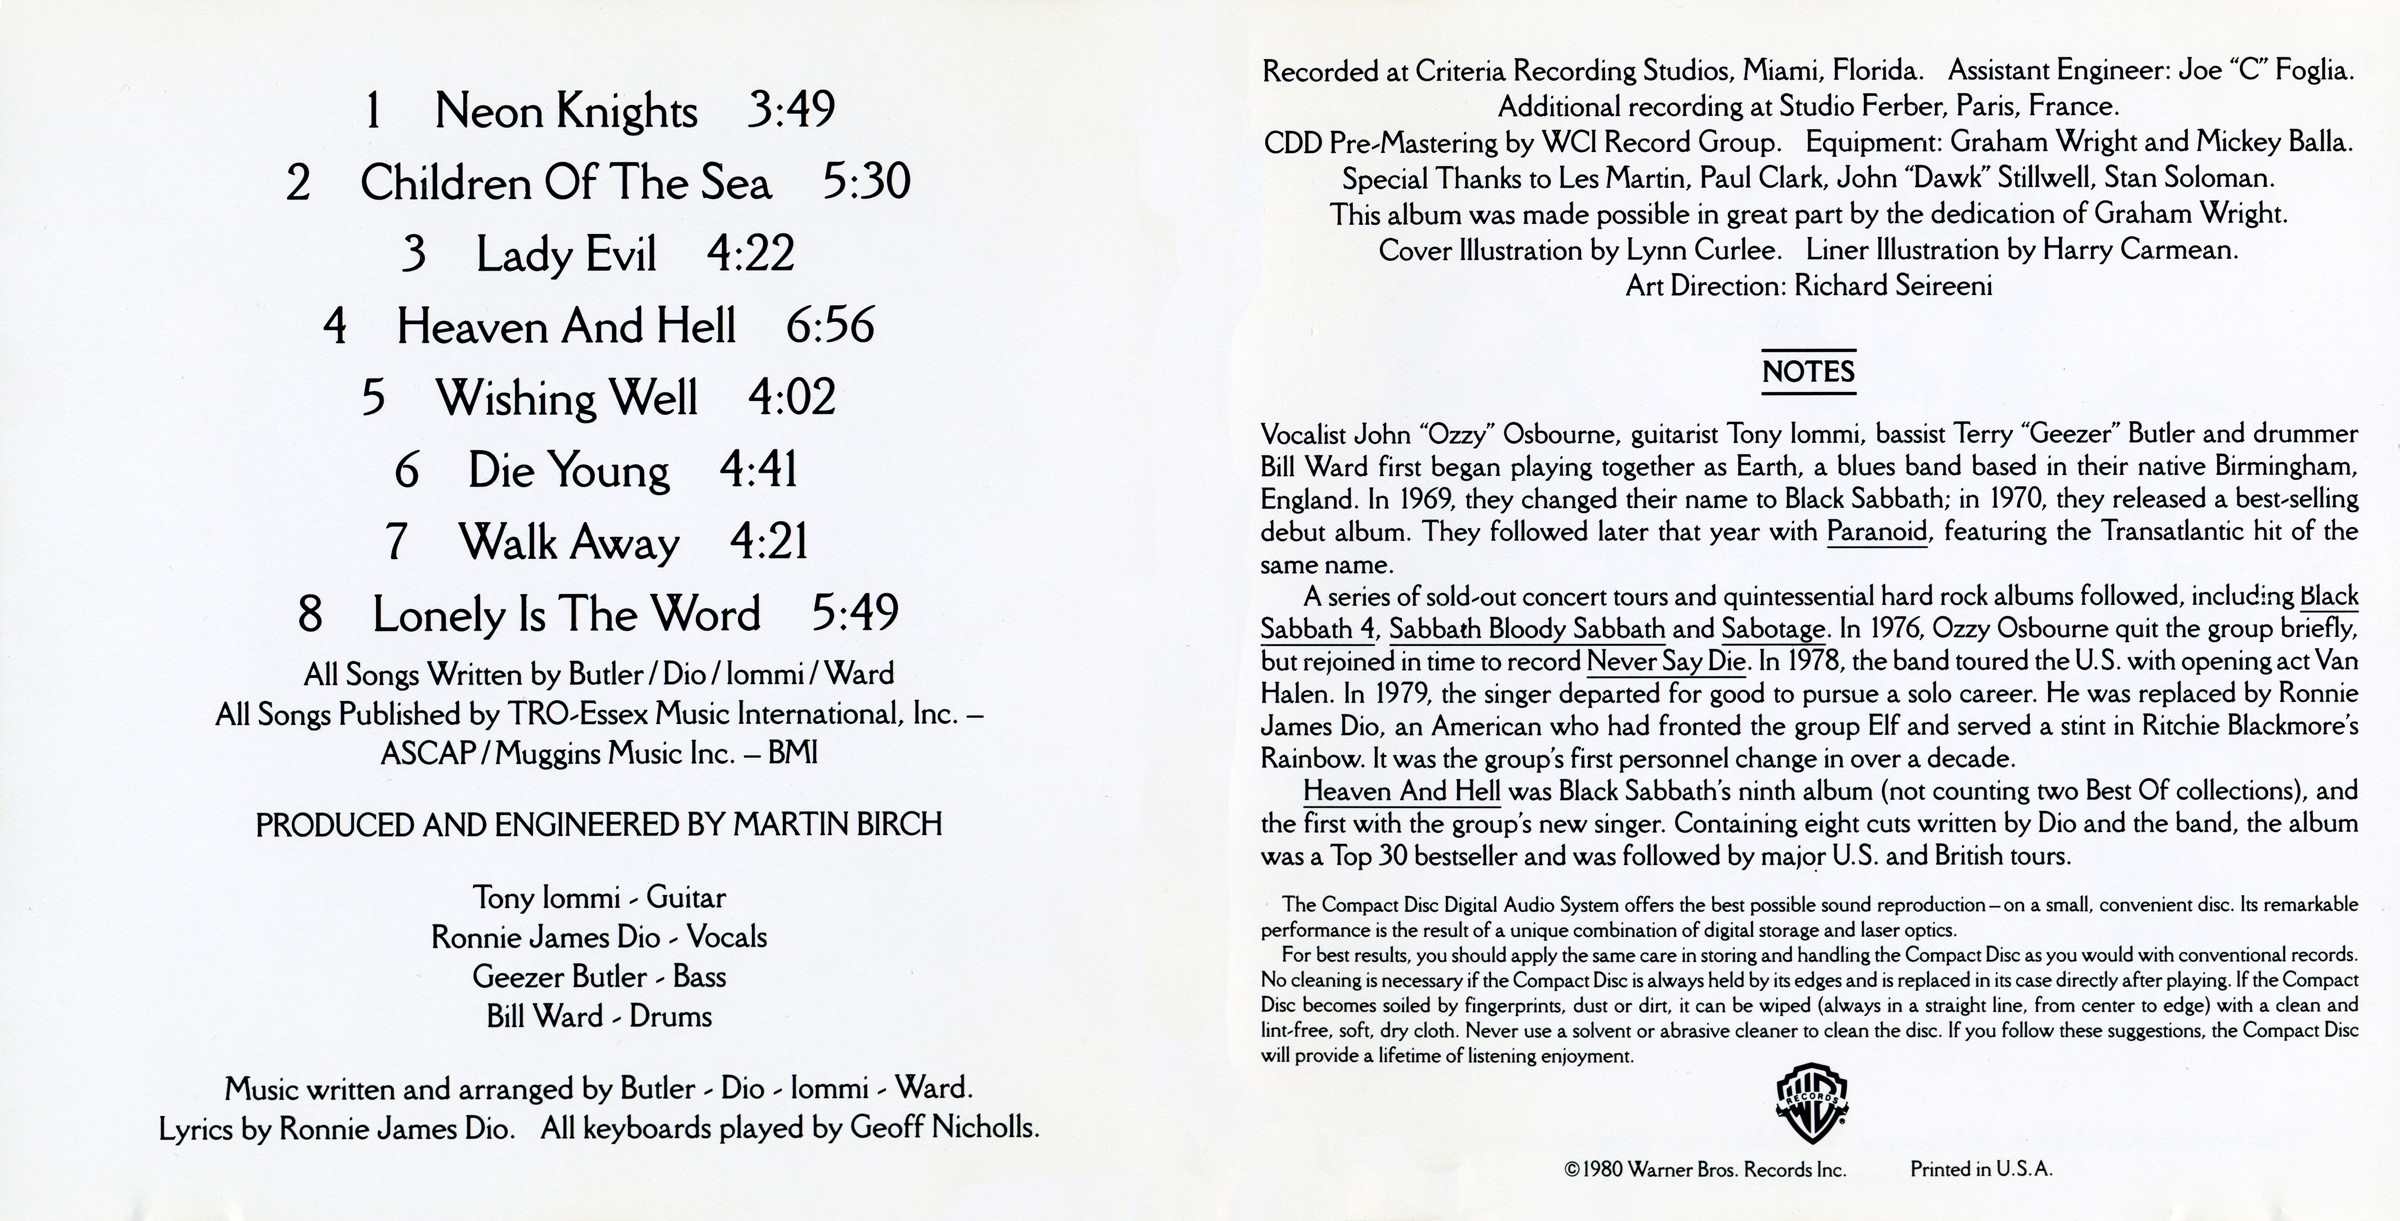 1 Neon Knights 3:49
2 Children Of The Sea 5:30
3 Lady Evil 4:22
4 Heaven And Hell 6:56
5 Wishing Well 4:02
6 Die Young 4:41
7 Walk Away 4:21
8 Lonely Is The Word 5:49
All Songs Written by Butler / Dio / Iommi / Ward
All Songs Published by TRO-Essex Music International, Inc. –
ASCAP / Muggins Music Inc. – BMI
PRODUCED AND ENGINEERED BY MARTIN BIRCH
Tony Iommi - Guitar
Ronnie James Dio - Vocals
Geezer Butler - Bass
Bill Ward - Drums
Music written and arranged by Butler - Dio - Iommi - Ward.
Lyrics by Ronnie James Dio. All keyboards played by Geoff Nicholls.
Recorded at Criteria Recording Studios, Miami, Florida. Assistant Engineer: Joe “C” Foglia.
Additional recording at Studio Ferber, Paris, France.
CDD Pre-Mastering by WCI Record Group. Equipment: Graham Wright and Mickey Balla.
Special Thanks to Les Martin, Paul Clark, John “Dawk” Stillwell, Stan Soloman.
This album was made possible in great part by the dedication of Graham Wright.
Cover Illustration by Lynn Curlee. Liner Illustration by Harry Carmean.
Art Direction: Richard Seireeni
NOTES
Vocalist John “Ozzy” Osbourne, guitarist Tony Iommi, bassist Terry “Geezer” Butler and drummer
Bill Ward first began playing together as Earth, a blues band based in their native Birmingham,
England. In 1969, they changed their name to Black Sabbath; in 1970, they released a best-selling
debut album. They followed later that year with Paranoid, featuring the Transatlantic hit of the
same name.
A series of sold-out concert tours and quintessential hard rock albums followed, including Black
Sabbath 4, Sabbath Bloody Sabbath and Sabotage. In 1976, Ozzy Osbourne quit the group briefly,
but rejoined in time to record Never Say Die. In 1978, the band toured the U.S. with opening act Van
Halen. In 1979, the singer departed for good to pursue a solo career. He was replaced by Ronnie
James Dio, an American who had fronted the group Elf and served a stint in Ritchie Blackmore’s
Rainbow. It was the group’s first personnel change in over a decade.
Heaven And Hell was Black Sabbath’s ninth album (not counting two Best Of collections), and
the first with the group’s new singer. Containing eight cuts written by Dio and the band, the album
was a Top 30 bestseller and was followed by major U.S. and British tours.
The Compact Disc Digital Audio System offers the best possible sound reproduction – on a small, convenient disc. Its remarkable
performance is the result of a unique combination of digital storage and laser optics.
For best results, you should apply the same care in storing and handling the Compact Disc as you would with conventional records.
No cleaning is necessary if the Compact Disc is always held by its edges and is replaced in its case directly after playing. If the Compact
Disc becomes soiled by fingerprints, dust or dirt, it can be wiped (always in a straight line, from center to edge) with a clean and
lint-free, soft, dry cloth. Never use a solvent or abrasive cleaner to clean the disc. If you follow these suggestions, the Compact Disc
will provide a lifetime of listening enjoyment.
WB
RECORDS
®
©1980 Warner Bros. Records Inc. Printed in U.S.A.